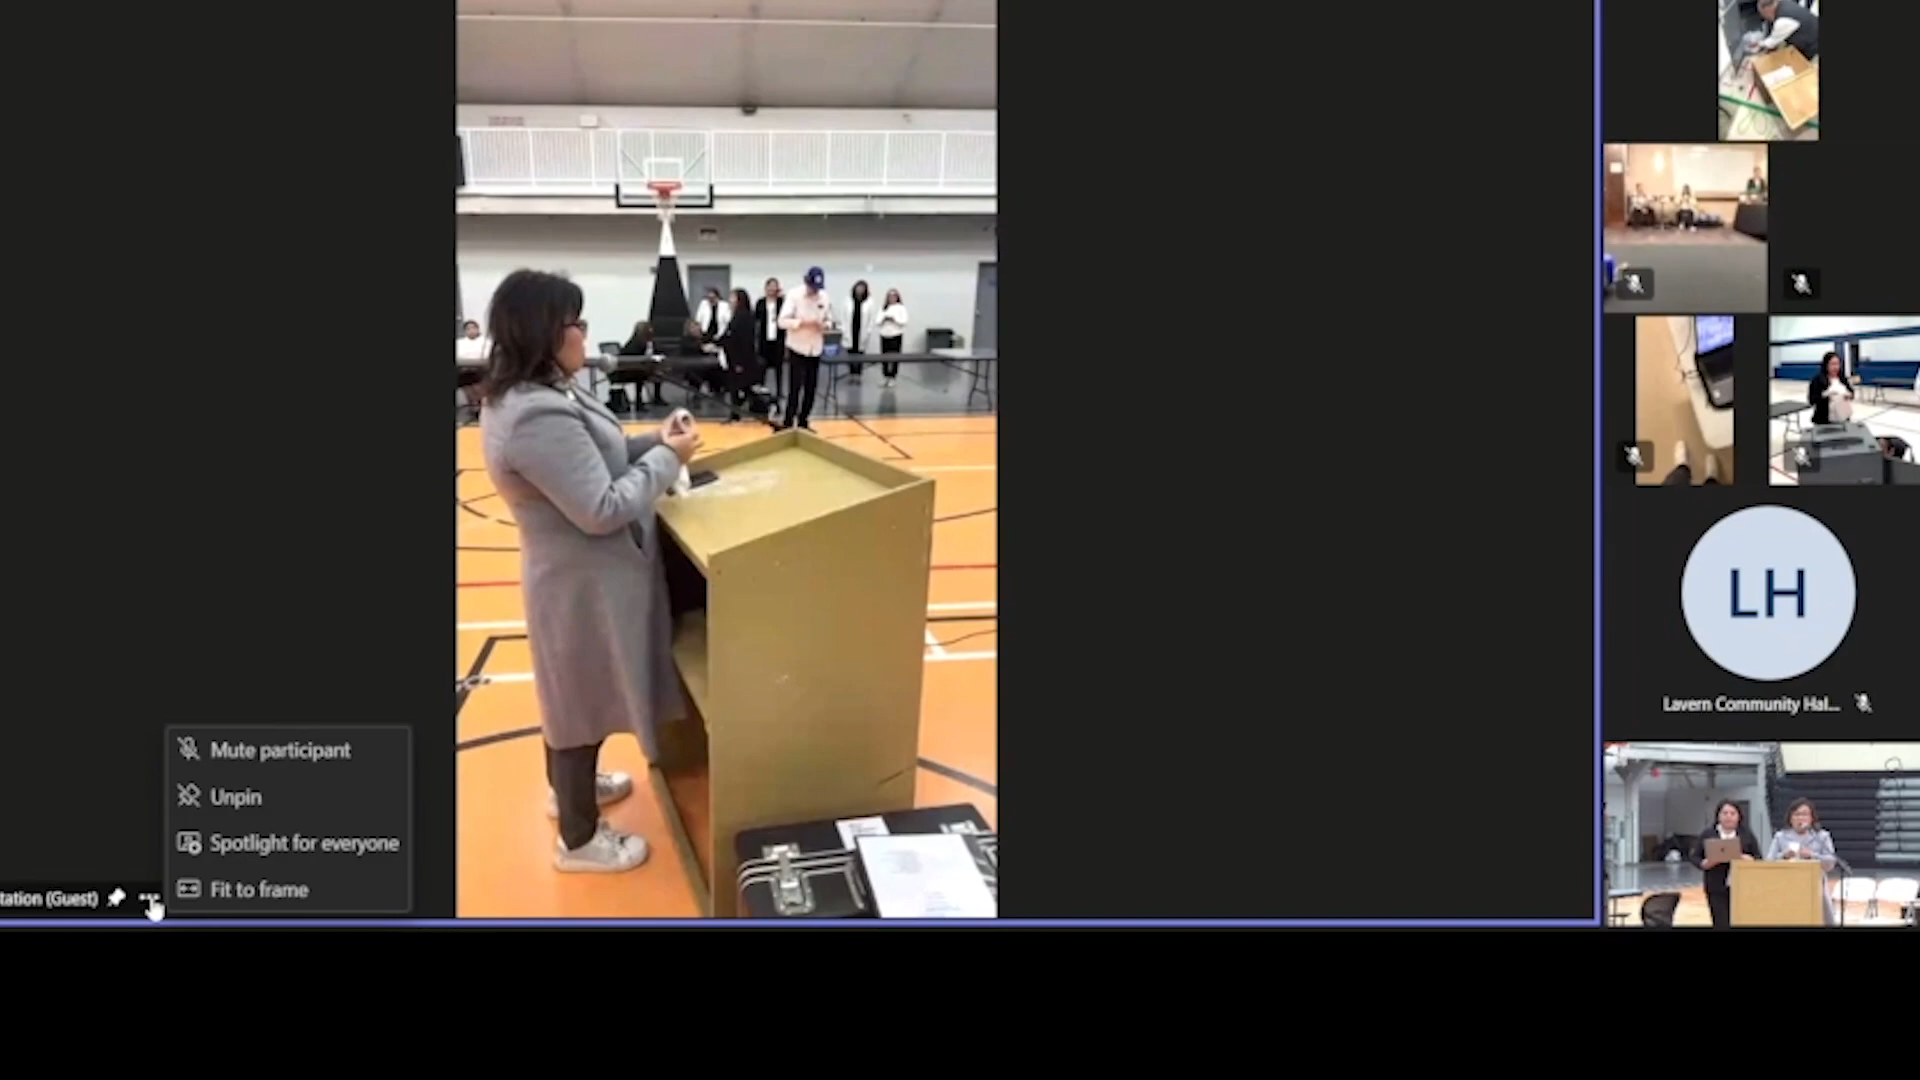 LH
Lavern Community Hal...
Mute participant
Unpin
Spotlight for everyone
tation (Guest)
Fit to frame